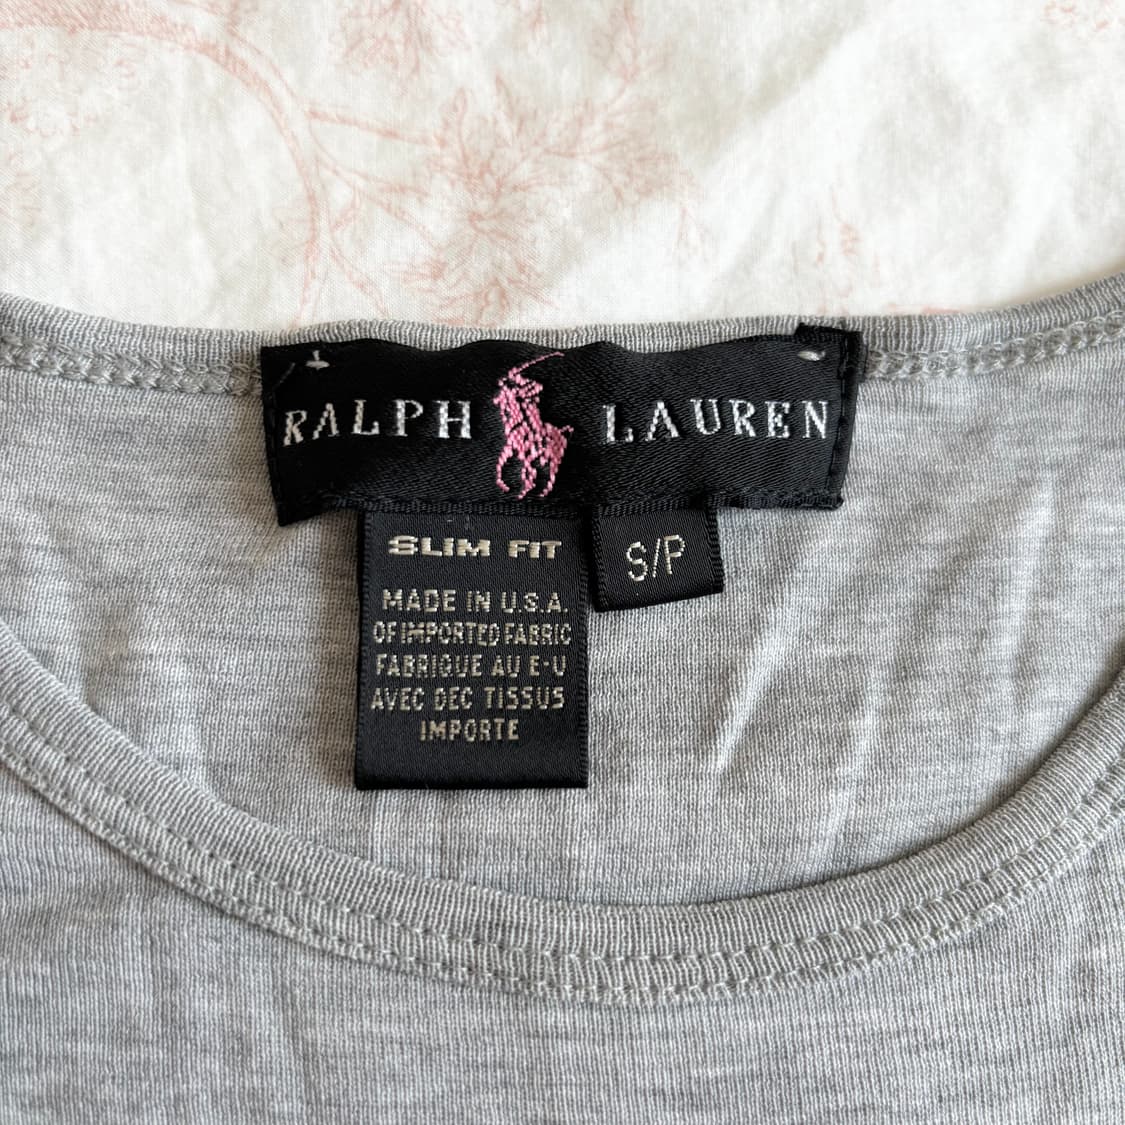 RALPH LAUREN
SLIM FIT
S/P
MADE IN U.S.A.
OF IMPORTED FABRIC
FABRIQUE AU E-U
AVEC DEC TISSUS
IMPORTE